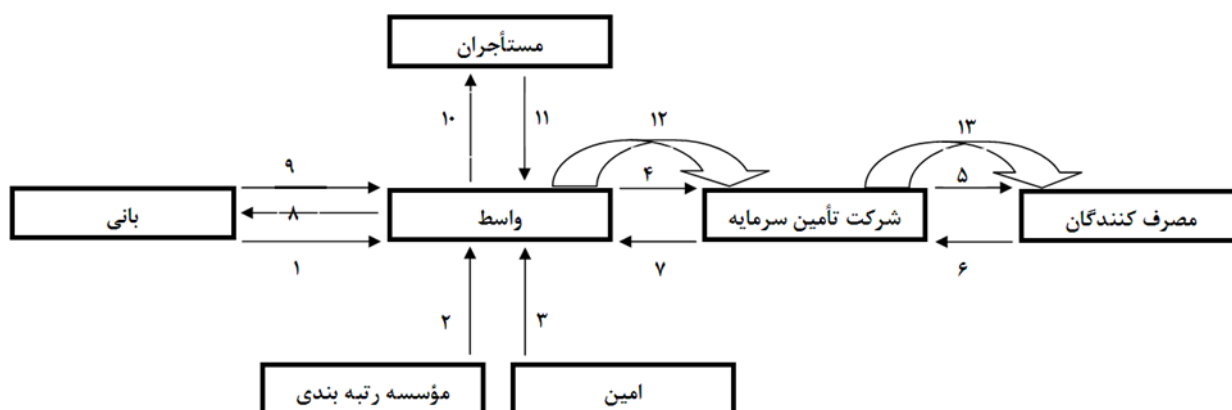 مستأجران
۱۰
۱۱
۱۲
۱۳
۹
۴
۵
بانی
۸
واسط
شرکت تأمین سرمایه
مصرف کنندگان
۱
۷
۶
۲
۳
مؤسسه رتبه بندی
امین